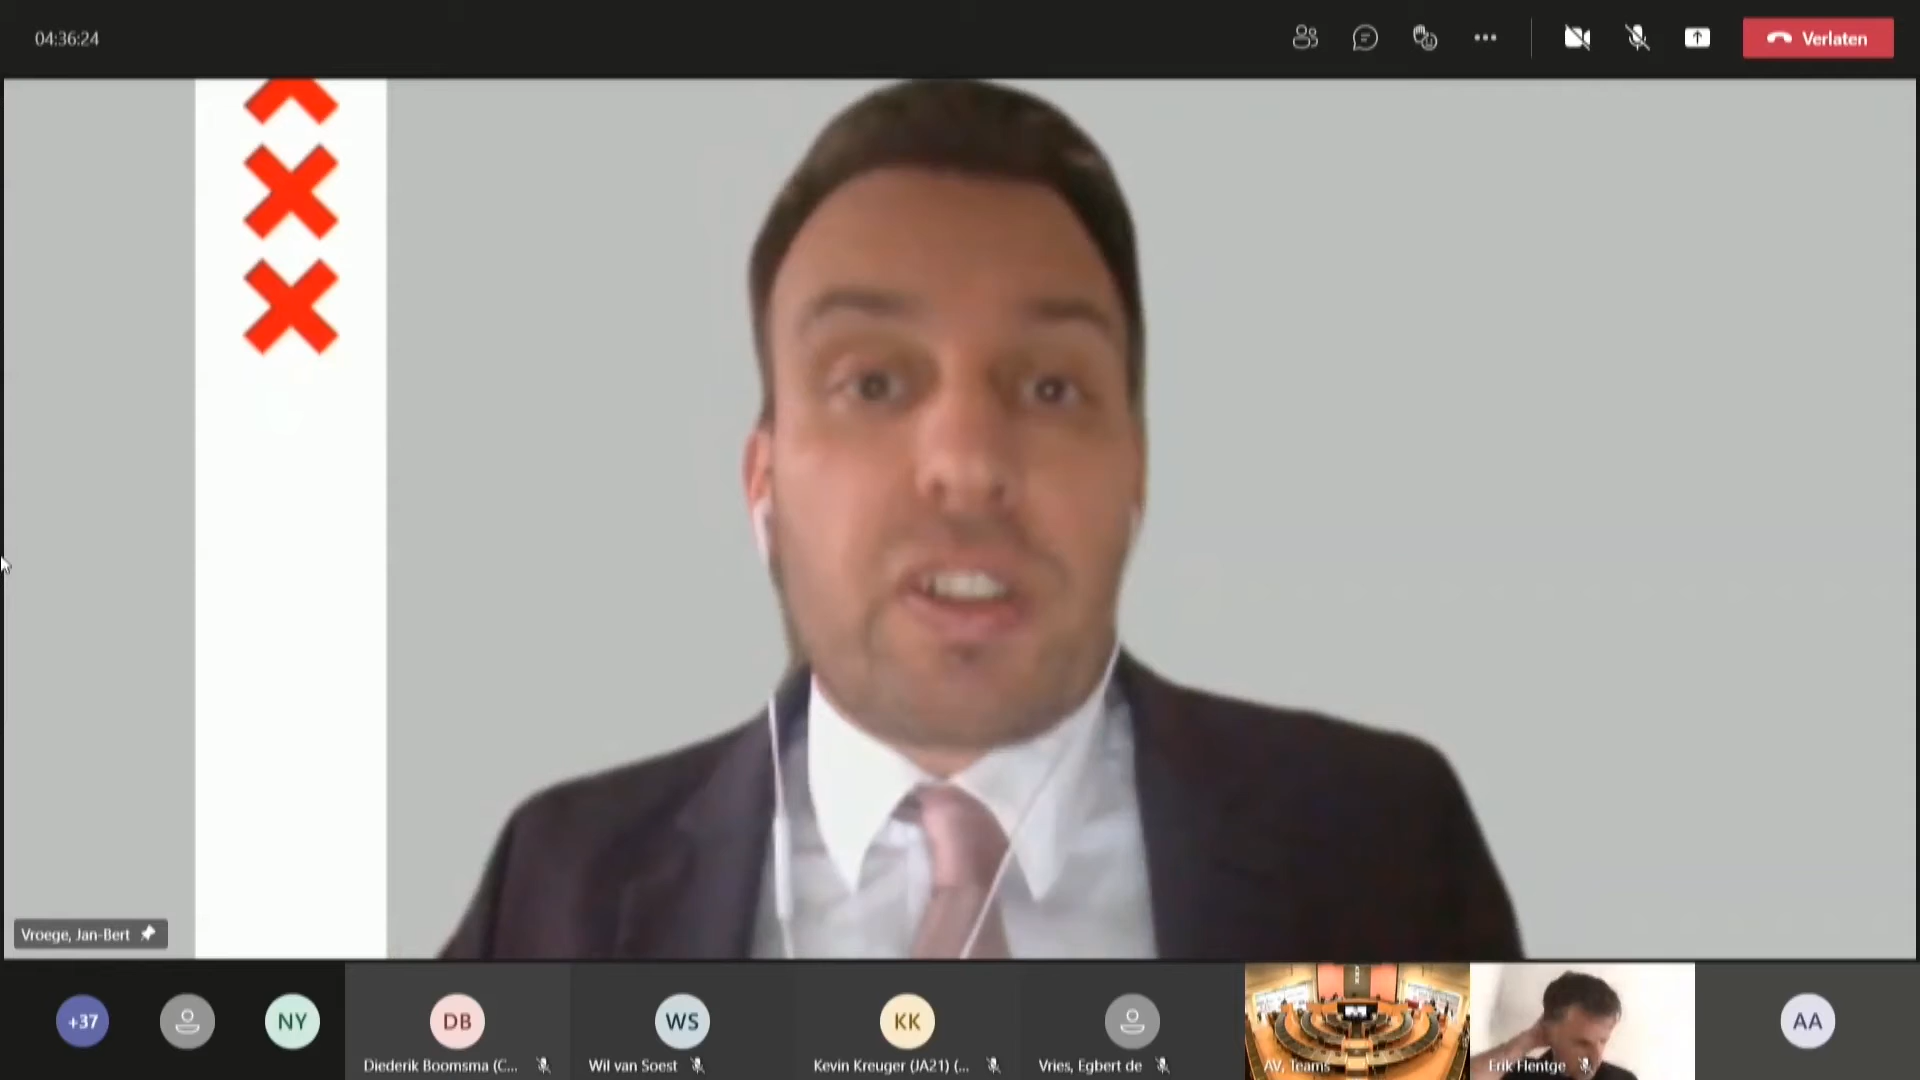 04:36:24
Verlaten
Vroege, Jan-Bert
+37
NY
DB
WS
KK
AA
Diederik Boomsma (C...
Wil van Soest
Kevin Kreuger (JA21) (...
Vries, Egbert de
AV, Teams
Erik Flentge